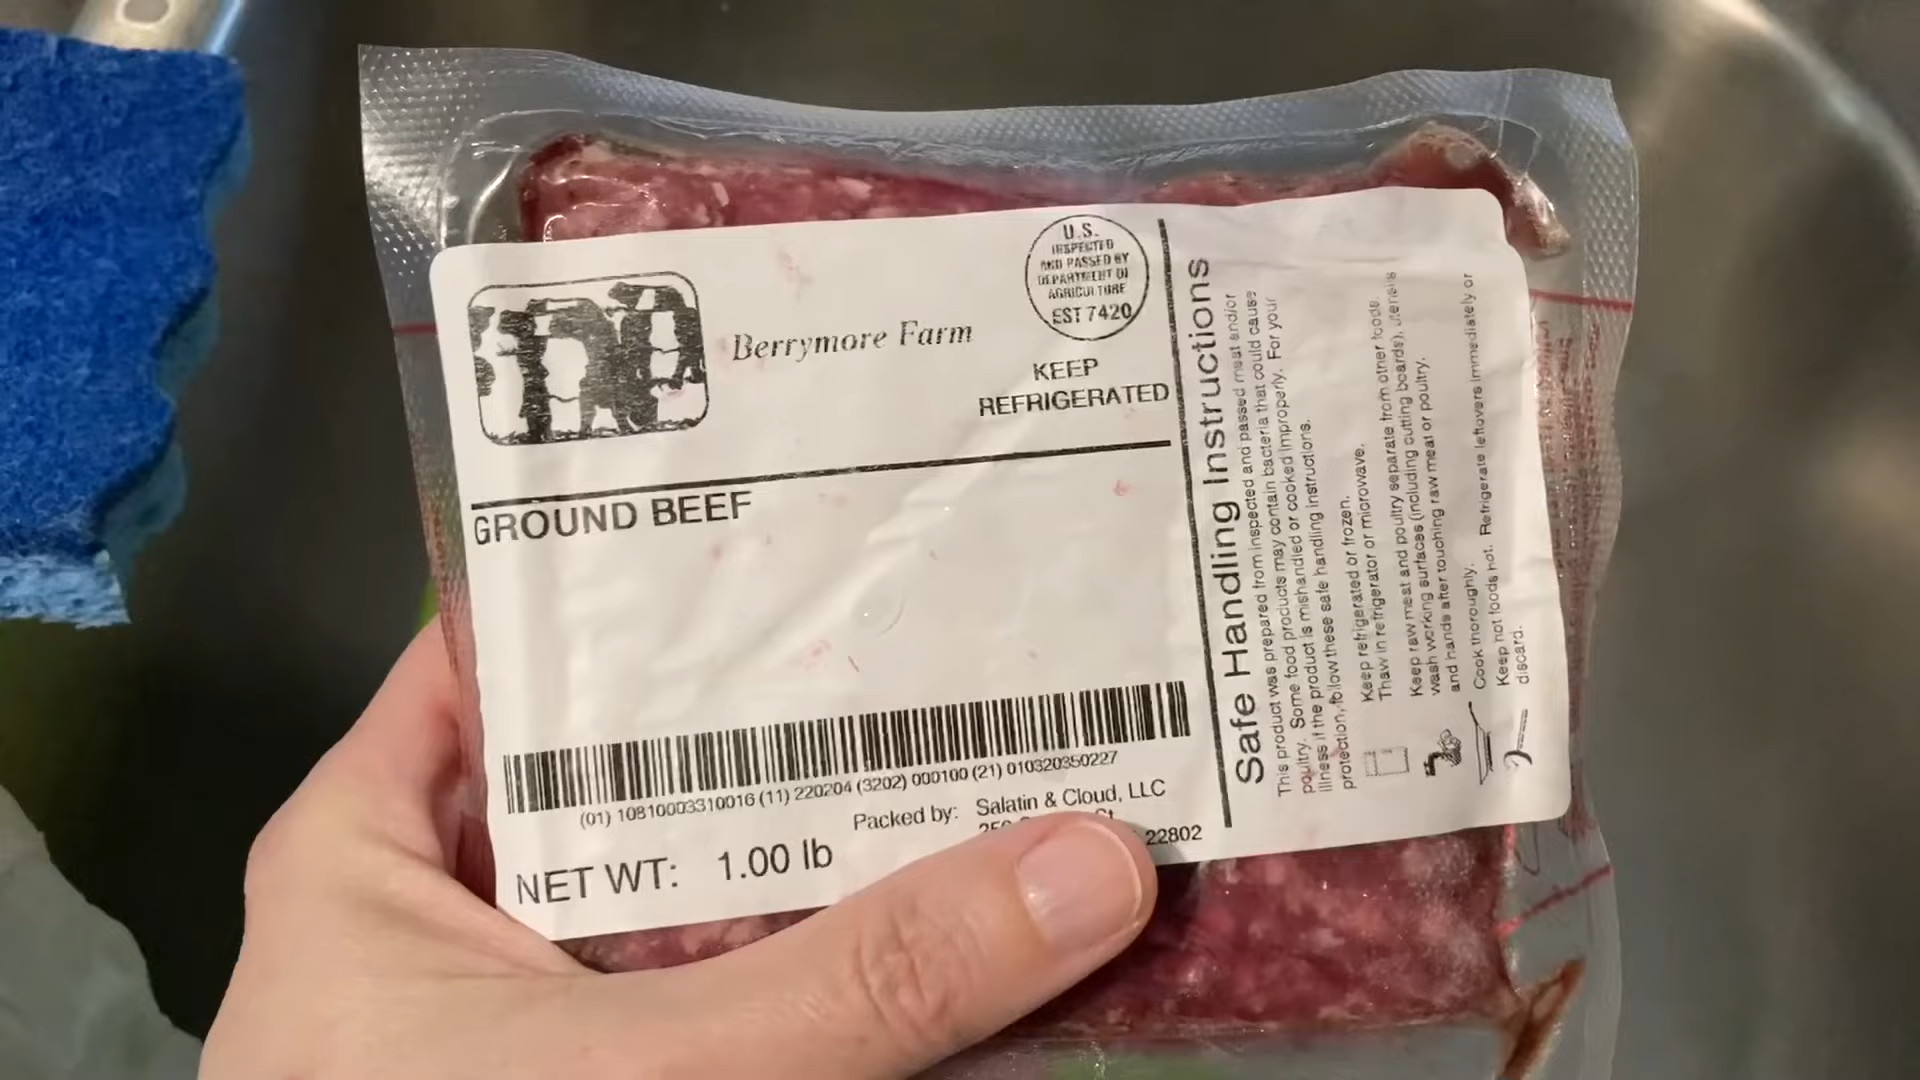 Berrymore Farm
U.S.
INSPECTED
AND PASSED BY
DEPARTMENT OF
AGRICULTURE
EST 7420
KEEP
REFRIGERATED
GROUND BEEF
(01) 10810003310016 (11) 220204 (3202) 000100 (21) 010320350227
Packed by: Salatin & Cloud, LLC
St
22802
NET WT: 1.00 lb
Safe Handling Instructions
This product was prepared from inspected and passed meat and/or
poultry. Some food products may contain bacteria that could cause
illness if the product is mishandled or cooked improperly. For your
protection, follow these safe handling instructions.
Keep refrigerated or frozen.
Thaw in refrigerator or microwave.
Keep raw meat and poultry separate from other foods.
wash working surfaces (including cutting boards), utensils
and hands after touching raw meat or poultry.
Cook thoroughly.
Keep hot foods hot. Refrigerate leftovers immediately or
discard.